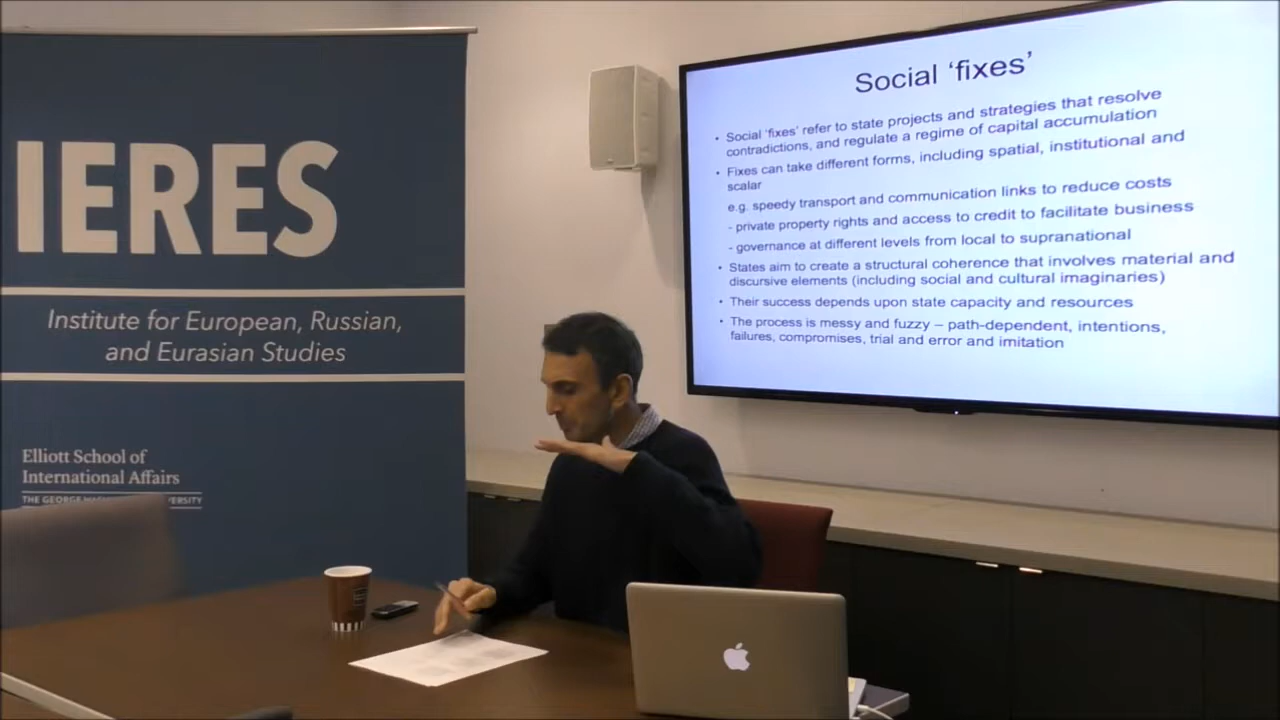 IERES
Institute for European, Russian,
and Eurasian Studies
Elliott School of
International Affairs
THE GEORGE
Social ‘fixes’
• Social ‘fixes’ refer to state projects and strategies that resolve
contradictions, and regulate a regime of capital accumulation
• Fixes can take different forms, including spatial, institutional and
scalar
e.g. speedy transport and communication links to reduce costs
- private property rights and access to credit to facilitate business
- governance at different levels from local to supranational
• States aim to create a structural coherence that involves material and
discursive elements (including social and cultural imaginaries)
• Their success depends upon state capacity and resources
• The process is messy and fuzzy – path-dependent, intentions,
failures, compromises, trial and error and imitation